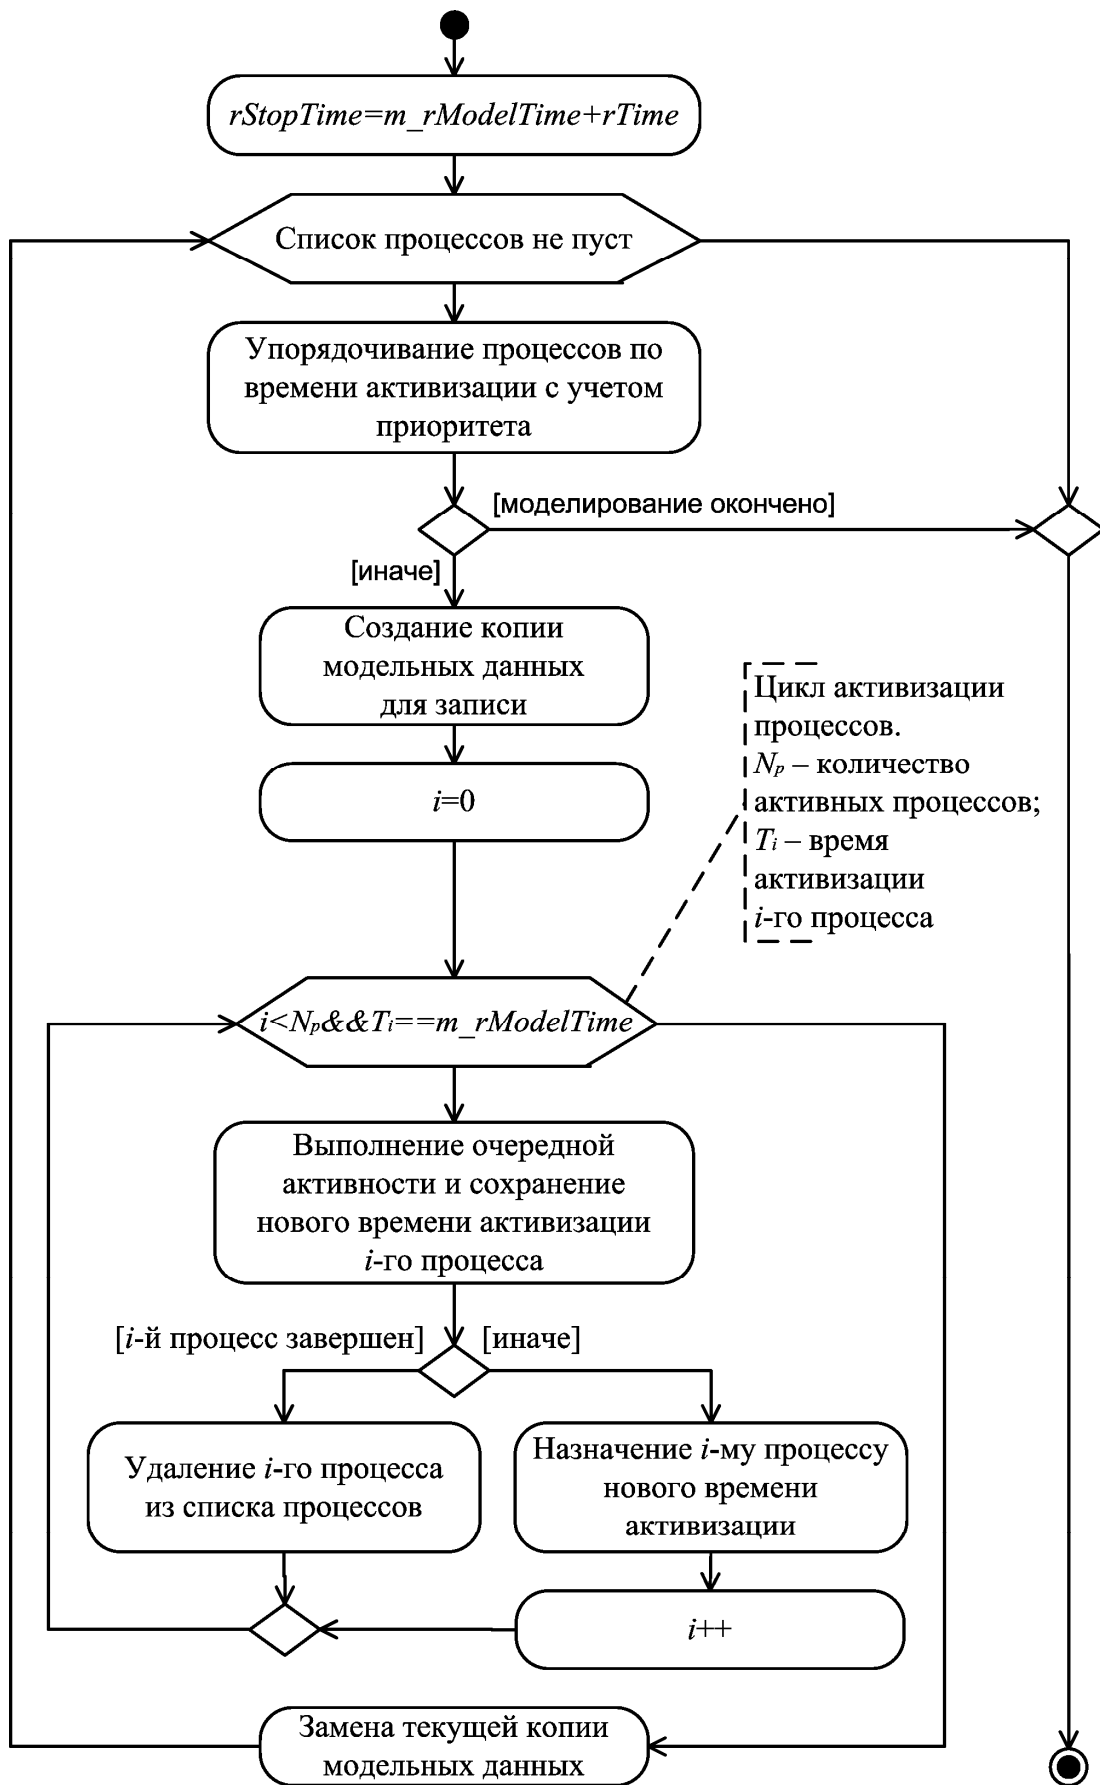 rStopTime=m_rModelTime+rTime
Список процессов не пуст
Упорядочивание процессов по
времени активизации с учетом
приоритета
[моделирование окончено]
[иначе]
Создание копии
модельных данных
для записи
Цикл активизации
процессов.
Np – количество
активных процессов;
Ti – время
активизации
i-го процесса
i=0
i<Np&&Ti==m_rModelTime
Выполнение очередной
активности и сохранение
нового времени активизации
i-го процесса
[i-й процесс завершен]
[иначе]
Удаление i-го процесса
из списка процессов
Назначение i-му процессу
нового времени
активизации
i++
Замена текущей копии
модельных данных